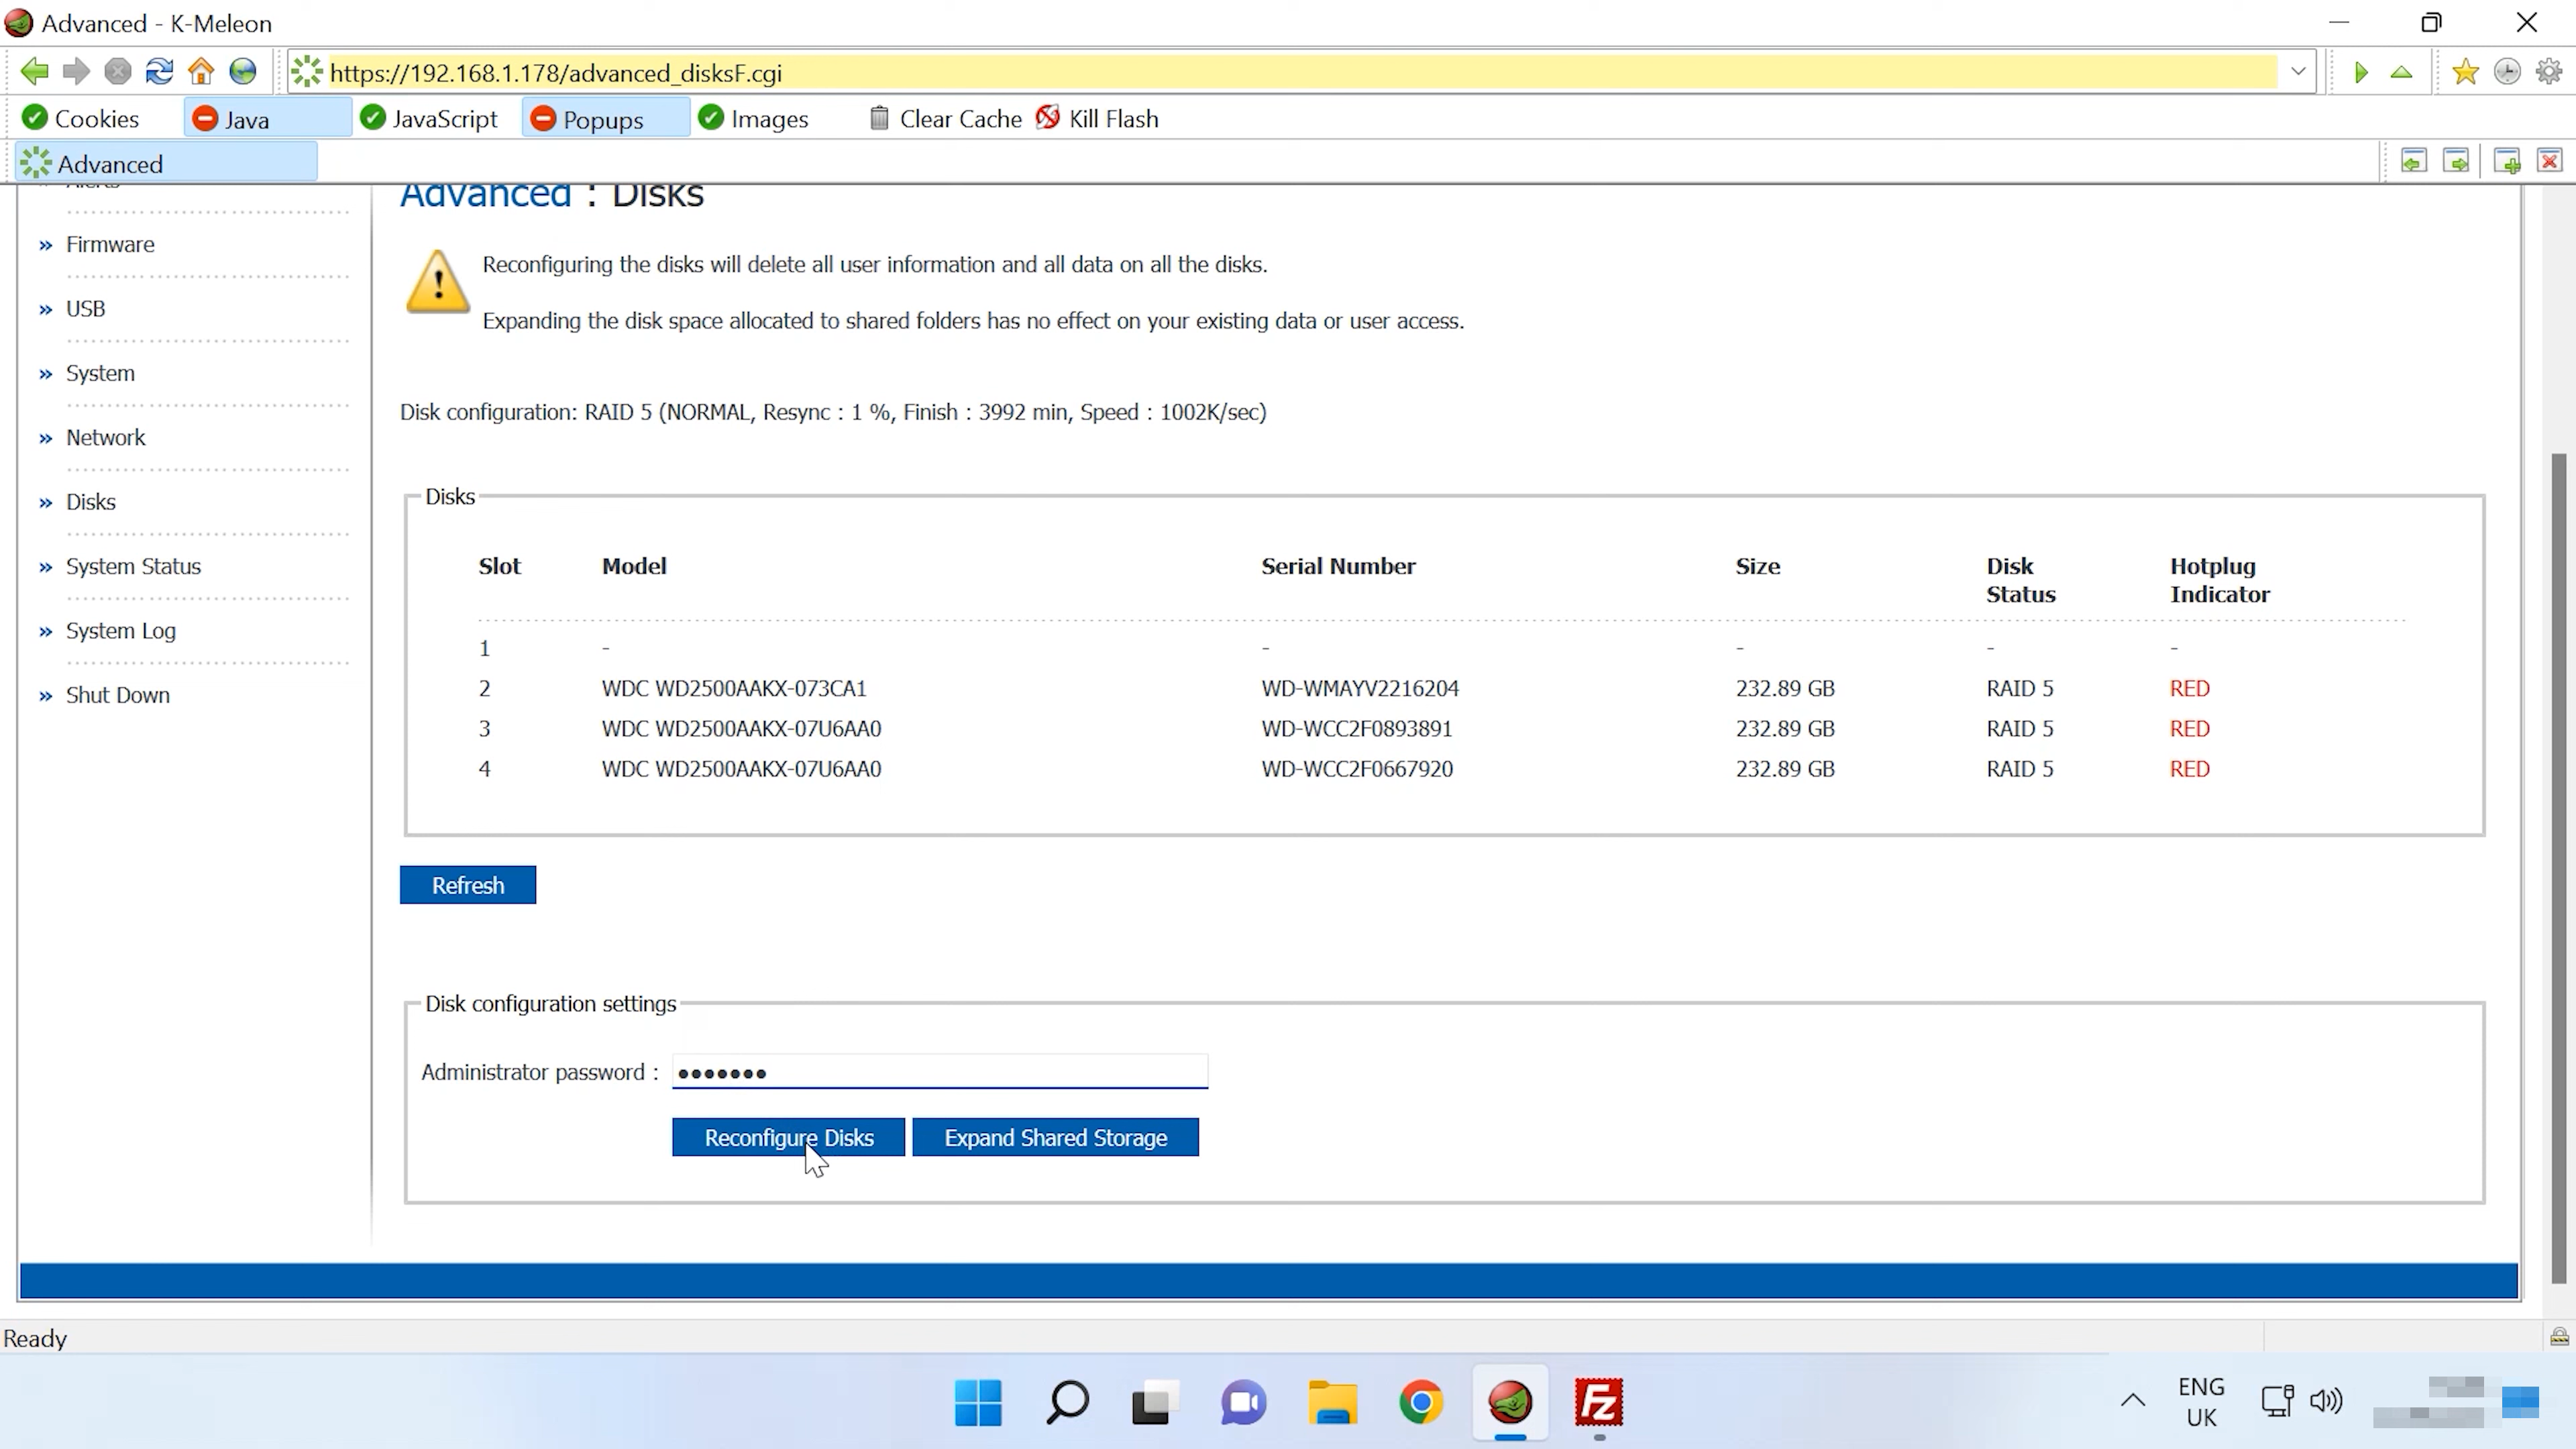 Advanced - K-Meleon
https://192.168.1.178/advanced_disksF.cgi
Cookies Java JavaScript Popups Images Clear Cache Kill Flash
Advanced
Alerts
Firmware
USB
System
Network
Disks
System Status
System Log
Shut Down
Advanced : Disks
Reconfiguring the disks will delete all user information and all data on all the disks.
Expanding the disk space allocated to shared folders has no effect on your existing data or user access.
Disk configuration: RAID 5 (NORMAL, Resync : 1 %, Finish : 3992 min, Speed : 1002K/sec)
Disks
Slot Model Serial Number Size Disk Status Hotplug Indicator
1 - - - - -
2 WDC WD2500AAKX-073CA1 WD-WMAYV2216204 232.89 GB RAID 5 RED
3 WDC WD2500AAKX-07U6AA0 WD-WCC2F0893891 232.89 GB RAID 5 RED
4 WDC WD2500AAKX-07U6AA0 WD-WCC2F0667920 232.89 GB RAID 5 RED
Refresh
Disk configuration settings
Administrator password : •••••••
Reconfigure Disks Expand Shared Storage
Ready
Fz
ENG
UK